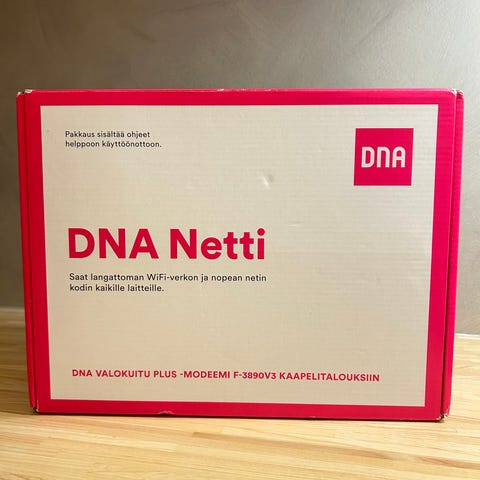 Pakkaus sisältää ohjeet
helppoon käyttöönottoon.
DNA
DNA Netti
Saat langattoman WiFi-verkon ja nopean netin
kodin kaikille laitteille.
DNA VALOKUITU PLUS -MODEEMI F-3890V3 KAAPELITALOUKSIIN